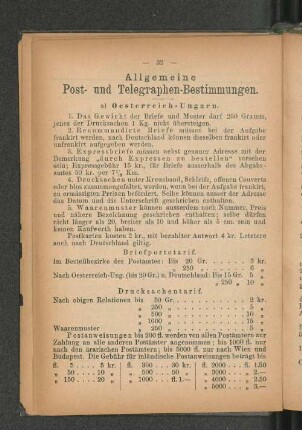 — 32 —
Allgemeine
Post- und Telegraphen-Bestimmungen.
a) Oesterreich-Ungarn.
1. Das Gewicht der Briefe und Muster darf 250 Gramm,
jenes der Drucksachen 1 Kg. nicht übersteigen.
2. Recommandirte Briefe müssen bei der Aufgabe
frankirt werden, nach Deutschland können dieselben frankirt oder
unfrankirt aufgegeben werden.
3. Expressbriefe müssen nebst genauer Adresse mit der
Bemerkung „durch Expressen zu bestellen“ versehen
sein; Expressgebühr 15 kr., für Briefe ausserhalb des Abgabs-
ortes 50 kr. per 7½ Km.
4. Drucksachen unter Kreuzband, Schleife, offenen Couverts
oder blos zusammengefaltet, werden, wenn bei der Aufgabe frankirt,
zu ermässigten Preisen befördert. Selbe können ausser der Adresse
das Datum und die Unterschrift geschrieben enthalten.
5. Waarenmuster können ausserdem noch Nummer, Preis
und nähere Bezeichnung geschrieben enthalten; selbe dürfen
nicht länger als 20, breiter als 10 und höher als 5 cm. sein und
keinen Kaufwerth haben.
Postkarten kosten 2 kr., mit bezahlter Antwort 4 kr. Letztere
auch nach Deutschland giltig.
Briefportotarif.
Im Bestellbezirke des Postamtes: Bis 20 Gr. . . . . 3 kr.
„ 250 „ . . . . 6 „
Nach Oesterreich-Ung. (bis 20 Gr.) u. Deutschland: Bis 15 Gr. 5 „
„ 250 „ 10 „
Drucksachentarif.
Nach obigen Relationen bis 50 Gr. . . . . 2 kr.
„ 250 „ . . . . 5 „
„ 500 „ . . . . 10 „
„ 1000 „ . . . . 15 „
Waarenmuster „ 250 „ . . . . 5 „
Postanweisungen bis 200 fl. werden von allen Postämtern zur
Zahlung an alle anderen Postämter angenommen; bis 1000 fl. nur
nach den ärarischen Postämtern; bis 5000 fl. nur nach Wien und
Budapest. Die Gebühr für inländische Postanweisungen beträgt bis
fl. 5 . . . 5 kr. fl. 300 . . 30 kr. fl. 2000 . . fl. 1.50
„ 50 . . . 10 „ „ 500 . . 60 „ „ 3000 . . „ 2.—
„ 150 . . . 20 „ „ 1000 . . fl. 1.— „ 4000 . . „ 2.50
„ 5000 . . „ 3.—